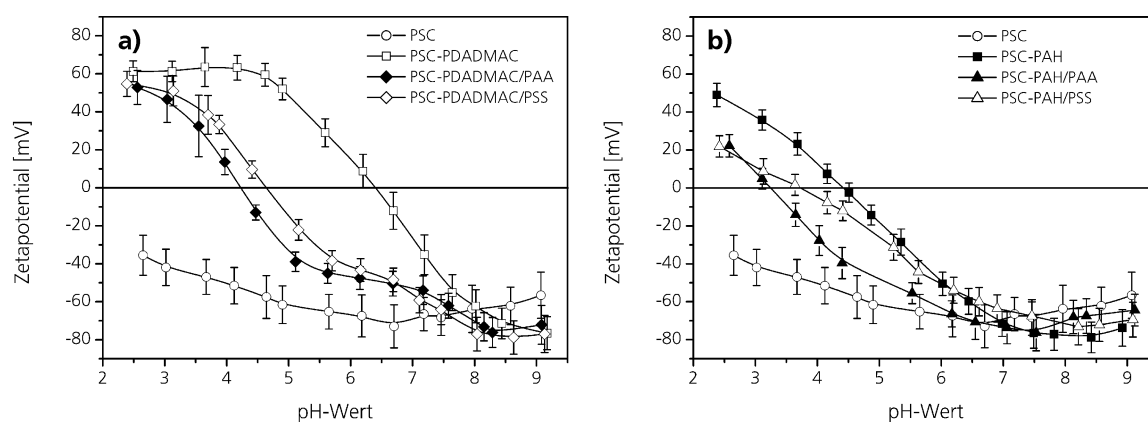 a)
PSC
PSC-PDADMAC
PSC-PDADMAC/PAA
PSC-PDADMAC/PSS
Zetapotential [mV]
80
60
40
20
0
-20
-40
-60
-80
2 3 4 5 6 7 8 9
pH-Wert
b)
PSC
PSC-PAH
PSC-PAH/PAA
PSC-PAH/PSS
Zetapotential [mV]
80
60
40
20
0
-20
-40
-60
-80
2 3 4 5 6 7 8 9
pH-Wert